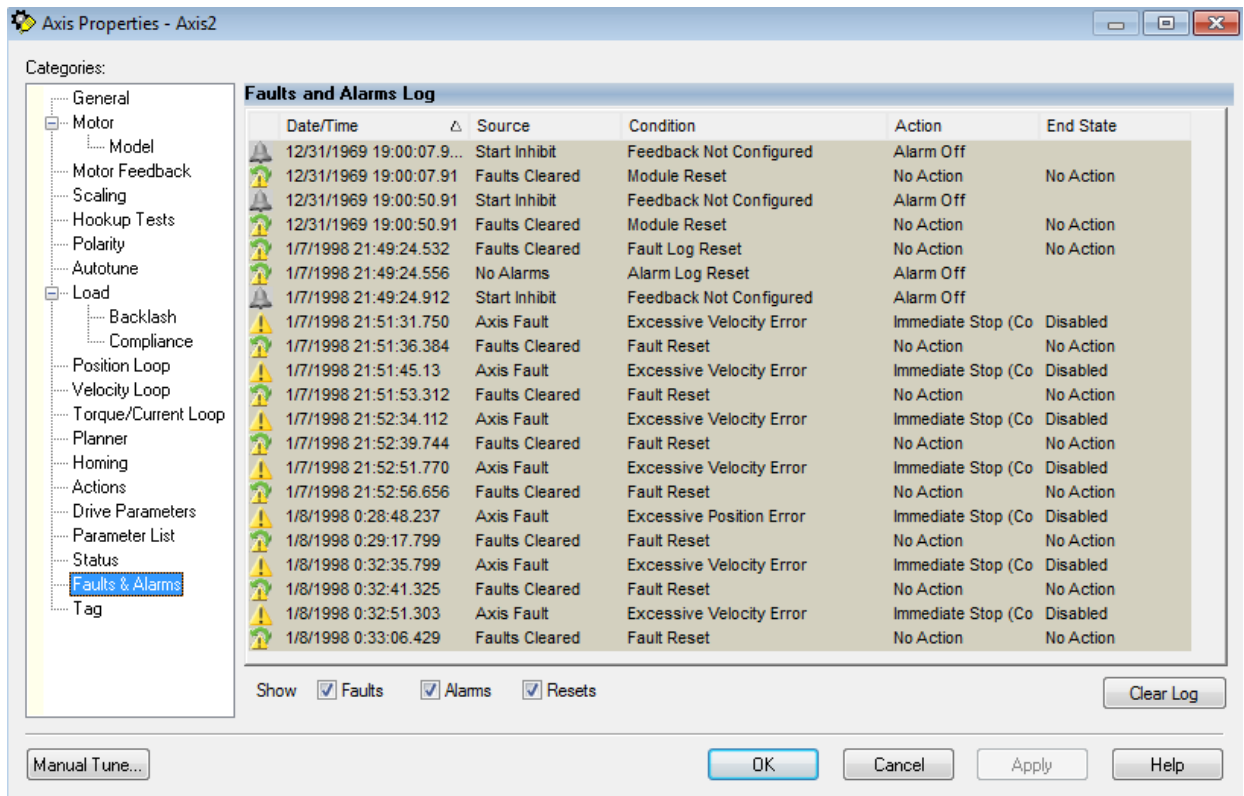 Axis Properties - Axis2
Categories:
General
Motor
Model
Motor Feedback
Scaling
Hookup Tests
Polarity
Autotune
Load
Backlash
Compliance
Position Loop
Velocity Loop
Torque/Current Loop
Planner
Homing
Actions
Drive Parameters
Parameter List
Status
Faults & Alarms
Tag
Faults and Alarms Log
Date/Time Source Condition Action End State
12/31/1969 19:00:07.9... Start Inhibit Feedback Not Configured Alarm Off
12/31/1969 19:00:07.91 Faults Cleared Module Reset No Action No Action
12/31/1969 19:00:50.91 Start Inhibit Feedback Not Configured Alarm Off
12/31/1969 19:00:50.91 Faults Cleared Module Reset No Action No Action
1/7/1998 21:49:24.532 Faults Cleared Fault Log Reset No Action No Action
1/7/1998 21:49:24.556 No Alarms Alarm Log Reset Alarm Off
1/7/1998 21:49:24.912 Start Inhibit Feedback Not Configured Alarm Off
1/7/1998 21:51:31.750 Axis Fault Excessive Velocity Error Immediate Stop (Co Disabled
1/7/1998 21:51:36.384 Faults Cleared Fault Reset No Action No Action
1/7/1998 21:51:45.13 Axis Fault Excessive Velocity Error Immediate Stop (Co Disabled
1/7/1998 21:51:53.312 Faults Cleared Fault Reset No Action No Action
1/7/1998 21:52:34.112 Axis Fault Excessive Velocity Error Immediate Stop (Co Disabled
1/7/1998 21:52:39.744 Faults Cleared Fault Reset No Action No Action
1/7/1998 21:52:51.770 Axis Fault Excessive Velocity Error Immediate Stop (Co Disabled
1/7/1998 21:52:56.656 Faults Cleared Fault Reset No Action No Action
1/8/1998 0:28:48.237 Axis Fault Excessive Position Error Immediate Stop (Co Disabled
1/8/1998 0:29:17.799 Faults Cleared Fault Reset No Action No Action
1/8/1998 0:32:35.799 Axis Fault Excessive Velocity Error Immediate Stop (Co Disabled
1/8/1998 0:32:41.325 Faults Cleared Fault Reset No Action No Action
1/8/1998 0:32:51.303 Axis Fault Excessive Velocity Error Immediate Stop (Co Disabled
1/8/1998 0:33:06.429 Faults Cleared Fault Reset No Action No Action
Show Faults Alarms Resets Clear Log
Manual Tune... OK Cancel Apply Help